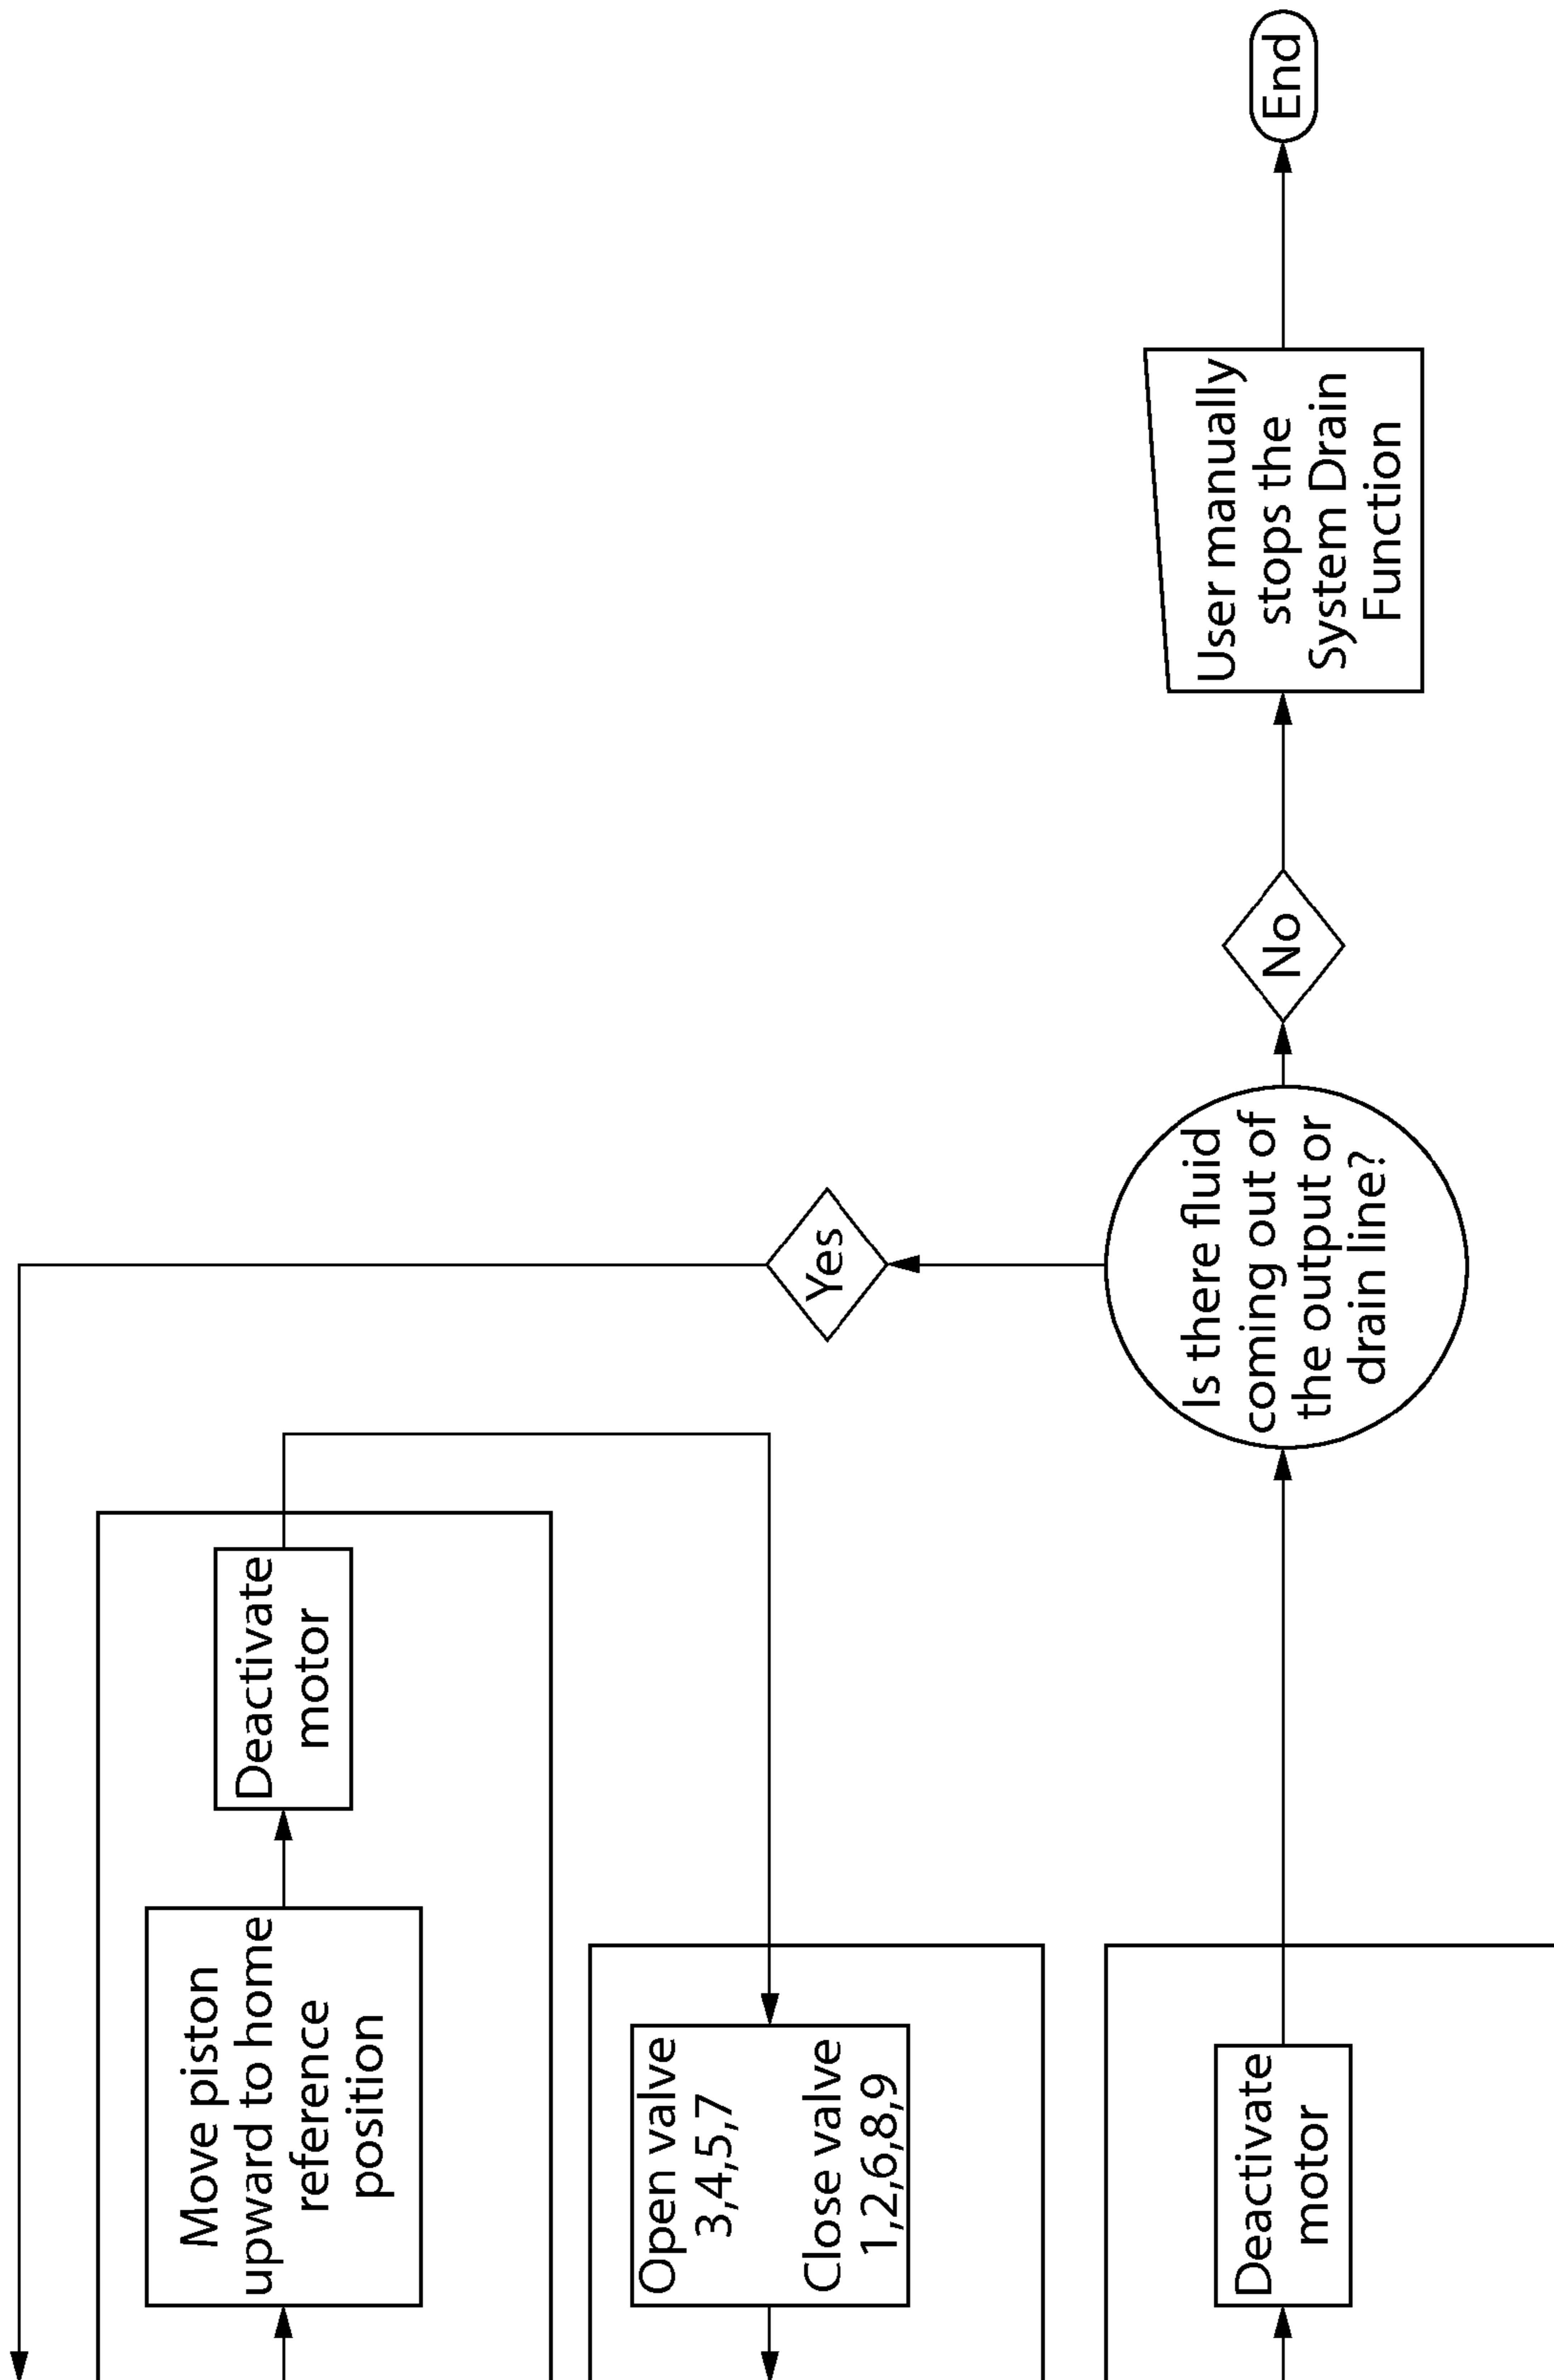 Move piston
upward to home
reference
position
Deactivate
motor
Open valve
3,4,5,7
Close valve
1,2,6,8,9
Deactivate
motor
Is there fluid
coming out of
the output or
drain line?
Yes
No
User manually
stops the
System Drain
Function
End